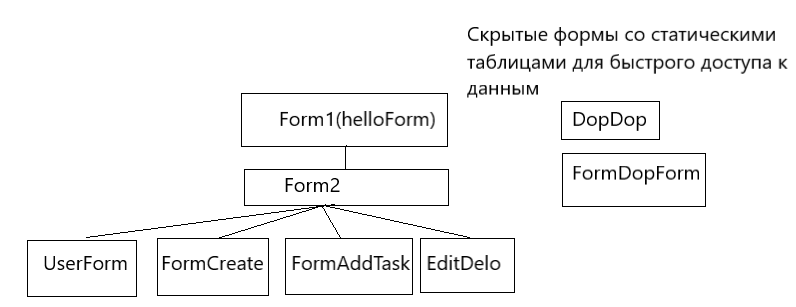 Скрытые формы со статическими
таблицами для быстрого доступа к
данным
Form1(helloForm)
DopDop
FormDopForm
Form2
UserForm
FormCreate
FormAddTask
EditDelo